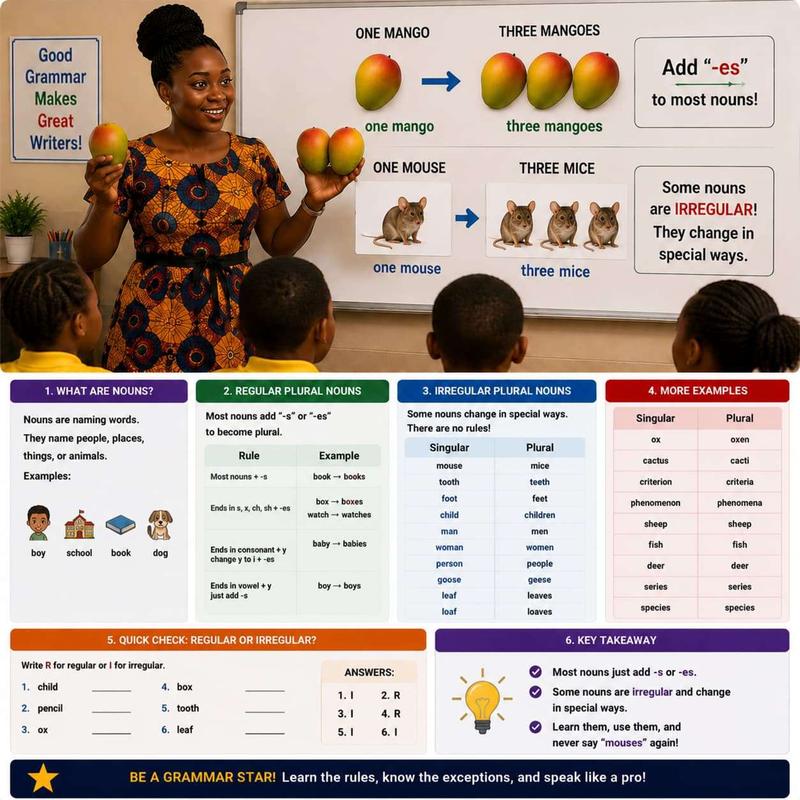 Good
Grammar
Makes
Great
Writers!
ONE MANGO
THREE MANGOES
one mango
three mangoes
Add “-es”
to most nouns!
ONE MOUSE
THREE MICE
one mouse
three mice
Some nouns
are IRREGULAR!
They change in
special ways.
1. WHAT ARE NOUNS?
Nouns are naming words.
They name people, places,
things, or animals.
Examples:
boy school book dog
2. REGULAR PLURAL NOUNS
Most nouns add “-s” or “-es”
to become plural.
Rule Example
Most nouns + -s book → books
Ends in s, x, ch, sh + -es box → boxes
watch → watches
Ends in consonant + y baby → babies
change y to i + -es
Ends in vowel + y boy → boys
just add -s
3. IRREGULAR PLURAL NOUNS
Some nouns change in special ways.
There are no rules!
Singular Plural
mouse mice
tooth teeth
foot feet
child children
man men
woman women
person people
goose geese
leaf leaves
loaf loaves
4. MORE EXAMPLES
Singular Plural
ox oxen
cactus cacti
criterion criteria
phenomenon phenomena
sheep sheep
fish fish
deer deer
series series
species species
5. QUICK CHECK: REGULAR OR IRREGULAR?
Write R for regular or I for irregular.
1. child ________ 4. box ________
2. pencil ________ 5. tooth ________
3. ox ________ 6. leaf ________
ANSWERS:
1. I 2. R
3. I 4. R
5. I 6. I
6. KEY TAKEAWAY
Most nouns just add -s or -es.
Some nouns are irregular and change
in special ways.
Learn them, use them, and
never say “mouses” again!
BE A GRAMMAR STAR! Learn the rules, know the exceptions, and speak like a pro!